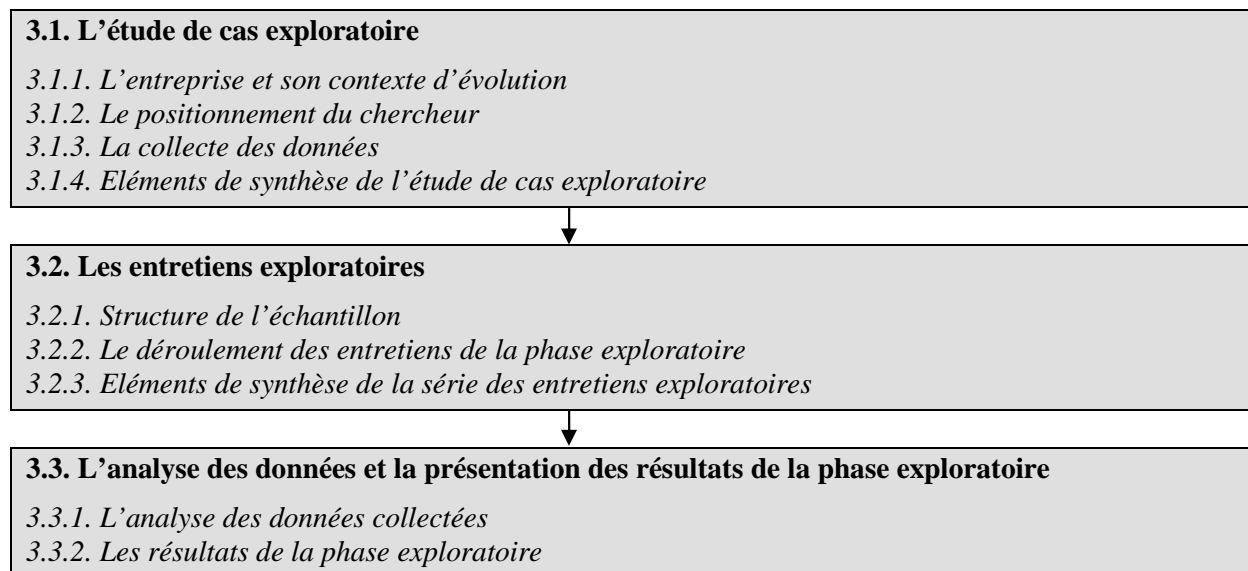 3.1. L’étude de cas exploratoire
3.1.1. L’entreprise et son contexte d’évolution
3.1.2. Le positionnement du chercheur
3.1.3. La collecte des données
3.1.4. Eléments de synthèse de l’étude de cas exploratoire
3.2. Les entretiens exploratoires
3.2.1. Structure de l’échantillon
3.2.2. Le déroulement des entretiens de la phase exploratoire
3.2.3. Eléments de synthèse de la série des entretiens exploratoires
3.3. L’analyse des données et la présentation des résultats de la phase exploratoire
3.3.1. L’analyse des données collectées
3.3.2. Les résultats de la phase exploratoire